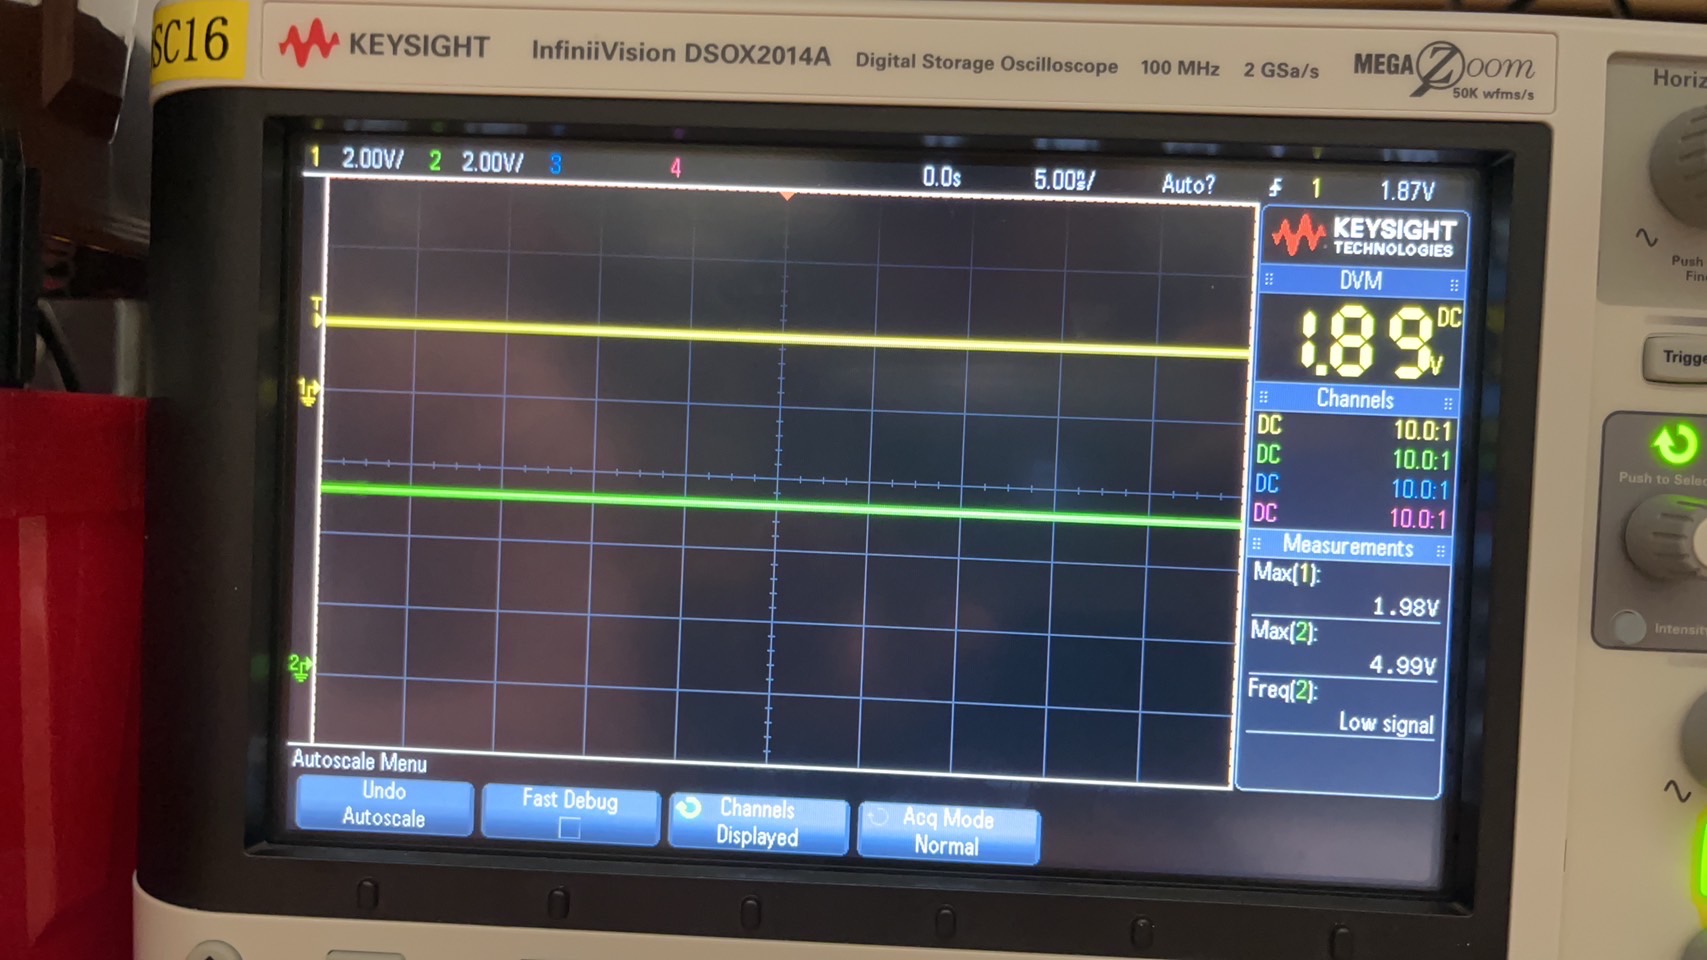 SC16
KEYSIGHT InfiniiVision DSOX2014A Digital Storage Oscilloscope 100 MHz 2 GSa/s MEGA Zoom
50K wfms/s
Horiz
1 2.00V/ 2 2.00V/ 3 4 0.0s 5.00 / Auto? 1 1.87V
KEYSIGHT
TECHNOLOGIES
Push
Fin
DVM
T
1.89 DC V
Trigge
1
Channels
DC 10.0:1
DC 10.0:1
DC 10.0:1
DC 10.0:1
Push to Selec
Measurements
Max(1):
1.98V
Max(2):
4.99V
Intensity
2
Freq(2):
Low signal
Autoscale Menu
Undo
Autoscale
Fast Debug
Channels
Displayed
Acq Mode
Normal